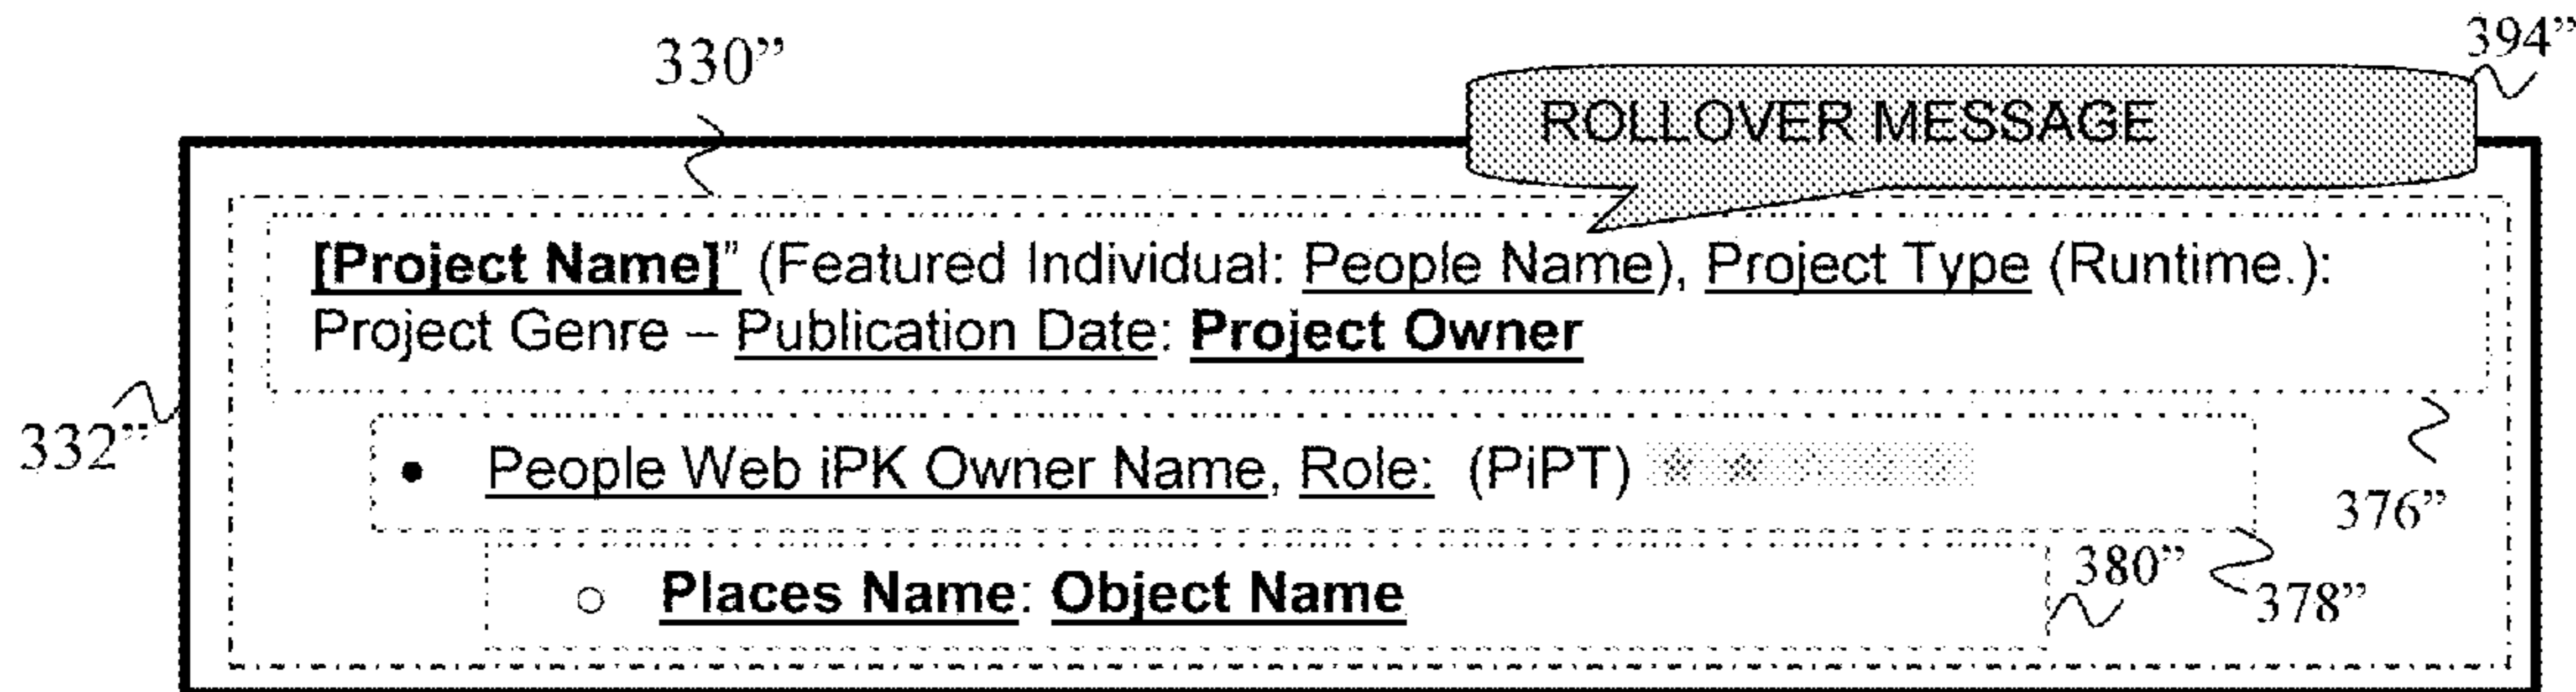 330”
394”
ROLLOVER MESSAGE
[Project Name]” (Featured Individual: People Name), Project Type (Runtime.):
Project Genre – Publication Date: Project Owner
332”
• People Web iPK Owner Name, Role: (PiPT)
376”
○ Places Name: Object Name
380”
378”